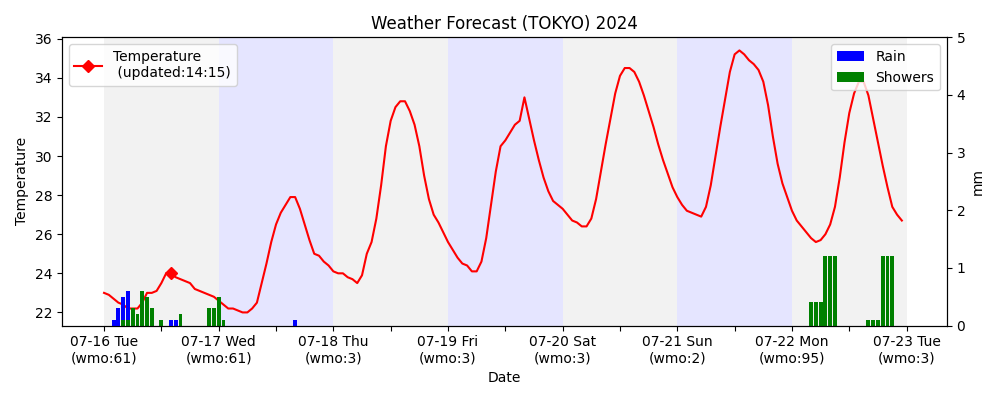 Weather Forecast (TOKYO) 2024
Temperature
(updated:14:15)
Rain
Showers
Temperature
36
34
32
30
28
26
24
22
5
4
3
2
1
0
mm
07-16 Tue
(wmo:61)
07-17 Wed
(wmo:61)
07-18 Thu
(wmo:3)
07-19 Fri
(wmo:3)
07-20 Sat
(wmo:3)
07-21 Sun
(wmo:2)
07-22 Mon
(wmo:95)
07-23 Tue
(wmo:3)
Date